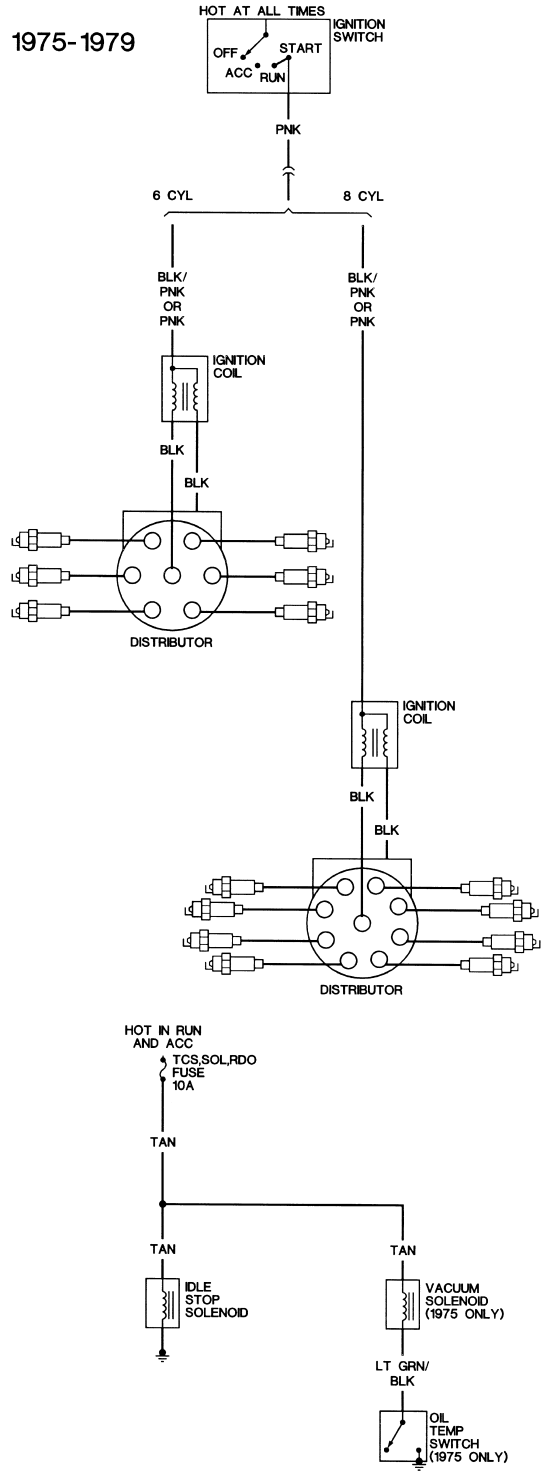 HOT AT ALL TIMES
1975-1979
IGNITION
SWITCH
OFF
START
ACC
RUN
PNK
6 CYL
8 CYL
BLK/
PNK
OR
PNK
BLK/
PNK
OR
PNK
IGNITION
COIL
BLK
BLK
DISTRIBUTOR
IGNITION
COIL
BLK
BLK
DISTRIBUTOR
HOT IN RUN
AND ACC
TCS,SOL,RDO
FUSE
10A
TAN
TAN
TAN
IDLE
STOP
SOLENOID
VACUUM
SOLENOID
(1975 ONLY)
LT GRN/
BLK
OIL
TEMP
SWITCH
(1975 ONLY)